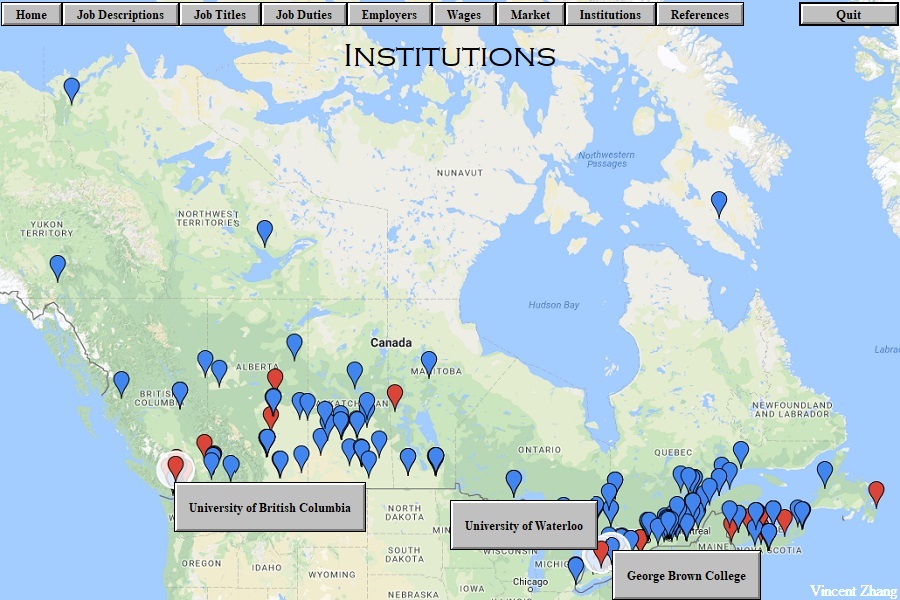 Home
Job Descriptions
Job Titles
Job Duties
Employers
Wages
Market
Institutions
References
Quit
INSTITUTIONS
Northwestern
Passages
NUNAVUT
NORTHWEST
TERRITORIES
YUKON
TERRITORY
Hudson Bay
Canada
Labra
ALBERTA
MANITOBA
BRITISH
COLUMBIA
NEWFOUNDLAND
AND LABRADOR
ONTARIO
QUEBEC
University of British Columbia
University of Waterloo
George Brown College
NORTH
DAKOTA
MIN
WISCONSIN
MICHI
MAINE
SCOTIA
OREGON
IDAHO
WYOMING
SOUTH
DAKOTA
IOWA
Chicago
NEBRASKA
Vincent Zhang